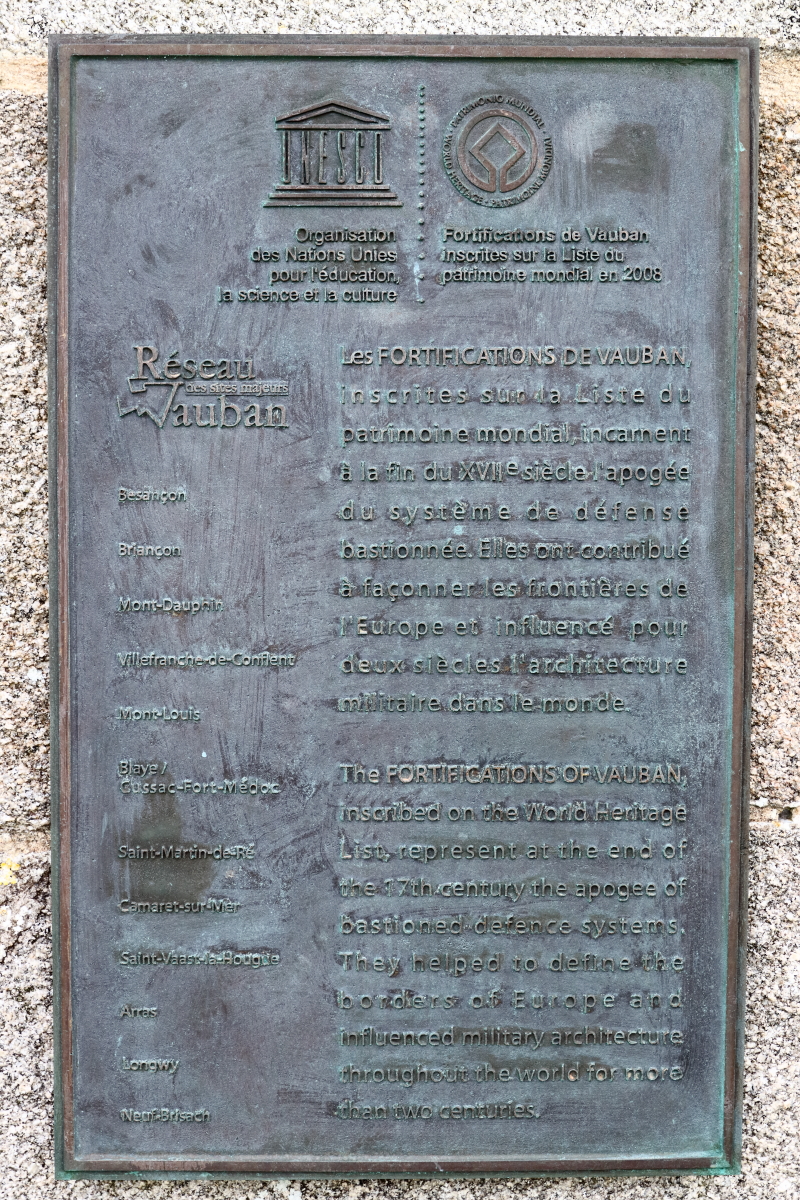 UNESCO
PATRIMONIO MUNDIAL · WORLD HERITAGE · PATRIMOINE MONDIAL
Organisation
des Nations Unies
pour l'éducation,
la science et la culture
Fortifications de Vauban
inscrites sur la Liste du
patrimoine mondial en 2008
Réseau
des sites majeurs
Vauban
Besançon
Briançon
Mont-Dauphin
Villefranche-de-Conflent
Mont-Louis
Blaye /
Cussac-Fort-Médoc
Saint-Martin-de-Ré
Camaret-sur-Mer
Saint-Vaast-la-Hougue
Arras
Longwy
Neuf-Brisach
Les FORTIFICATIONS DE VAUBAN,
inscrites sur la Liste du
patrimoine mondial, incarnent
à la fin du XVIIe siècle l'apogée
du système de défense
bastionnée. Elles ont contribué
à façonner les frontières de
l'Europe et influencé pour
deux siècles l'architecture
militaire dans le monde.
The FORTIFICATIONS OF VAUBAN,
inscribed on the World Heritage
List, represent at the end of
the 17th century the apogee of
bastioned defence systems.
They helped to define the
borders of Europe and
influenced military architecture
throughout the world for more
than two centuries.